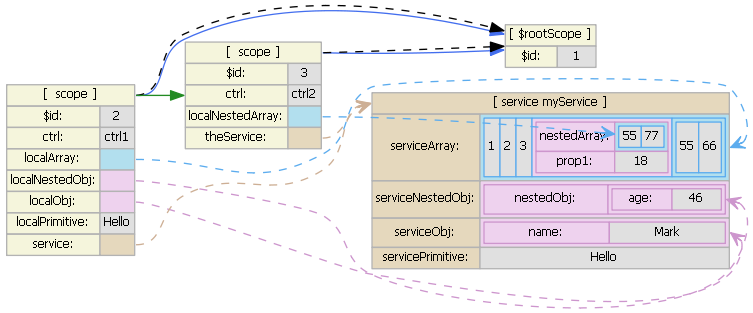 [ $rootScope ]
$id: 1
[ scope ]
$id: 3
ctrl: ctrl2
localNestedArray:
theService:
[ scope ]
$id: 2
ctrl: ctrl1
localArray:
localNestedObj:
localObj:
localPrimitive: Hello
service:
[ service myService ]
serviceArray: 1 2 3 nestedArray: 55 77 prop1: 18 55 66
serviceNestedObj: nestedObj: age: 46
serviceObj: name: Mark
servicePrimitive: Hello